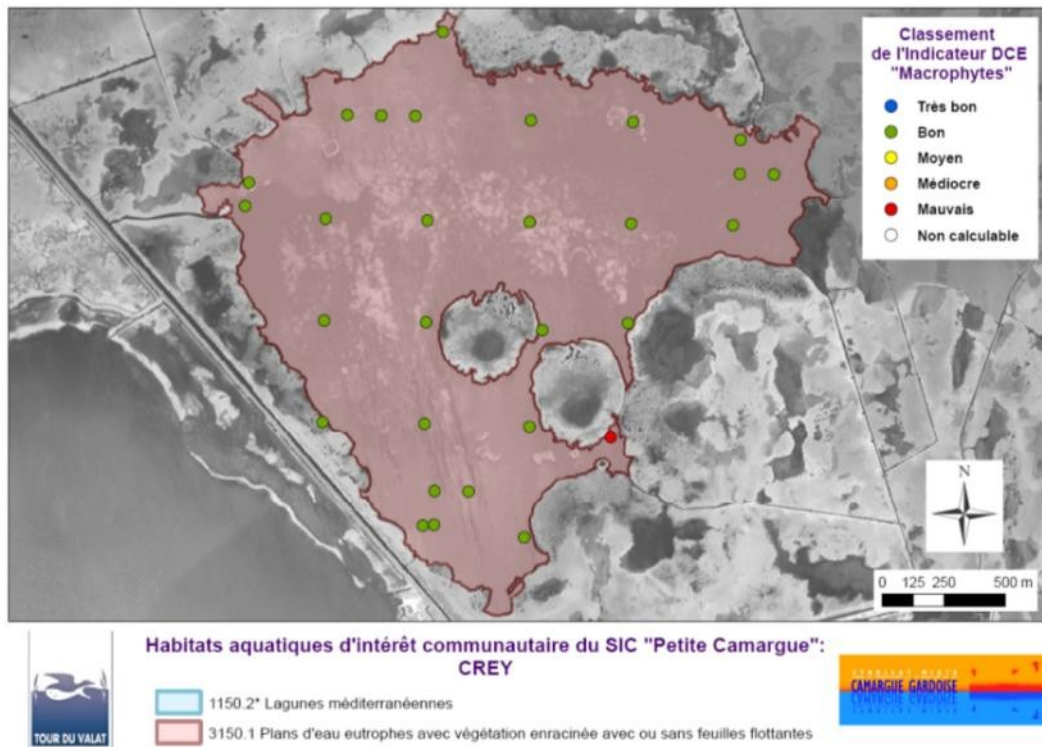 Classement
de l'Indicateur DCE
"Macrophytes"
Très bon
Bon
Moyen
Médiocre
Mauvais
Non calculable
N
0 125 250 500 m
Habitats aquatiques d'intérêt communautaire du SIC "Petite Camargue":
CREY
1150.2* Lagunes méditerranéennes
3150.1 Plans d'eau eutrophes avec végétation enracinée avec ou sans feuilles flottantes
TOUR DU VALAT
SYNDICAT MIXTE
CAMARGUE GARDOISE